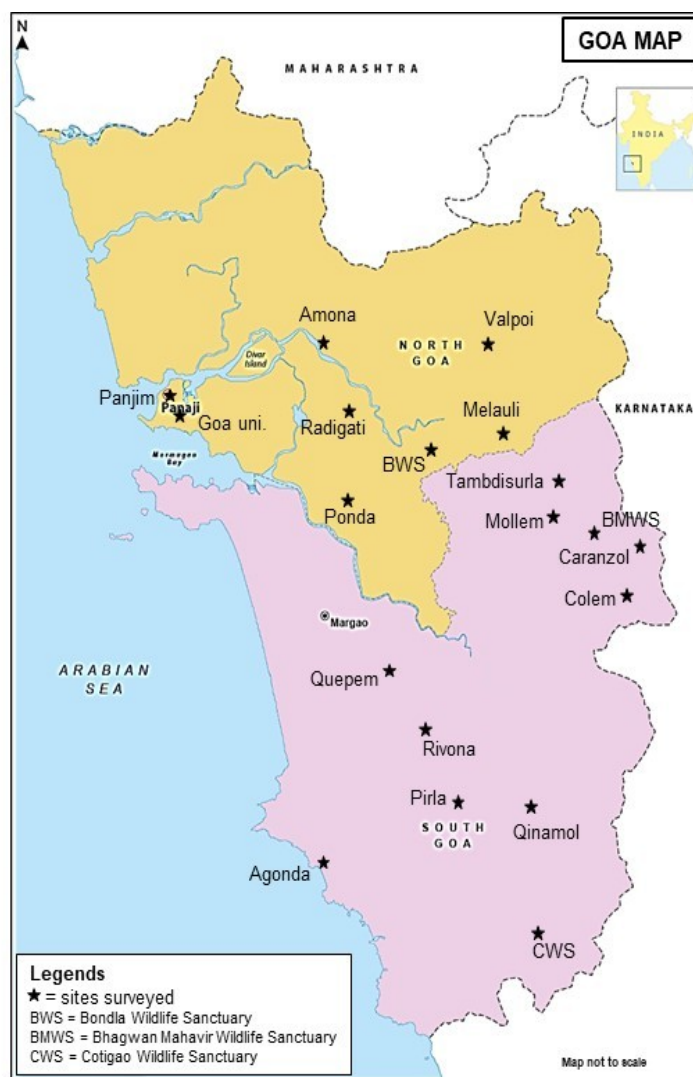 GOA MAP
N
MAHARASHTRA
INDIA
Amona
Valpoi
NORTH
GOA
Divar
Island
Panjim
Panaji
Goa uni.
Radigati
Melauli
KARNATAKA
BWS
Mormugoa
Bay
Tambdisurla
Ponda
Mollem
BMWS
Caranzol
Colem
Margao
ARABIAN
SEA
Quepem
Rivona
Pirla
Qinamol
SOUTH
GOA
Agonda
CWS
Legends
★ = sites surveyed
BWS = Bondla Wildlife Sanctuary
BMWS = Bhagwan Mahavir Wildlife Sanctuary
CWS = Cotigao Wildlife Sanctuary
Map not to scale